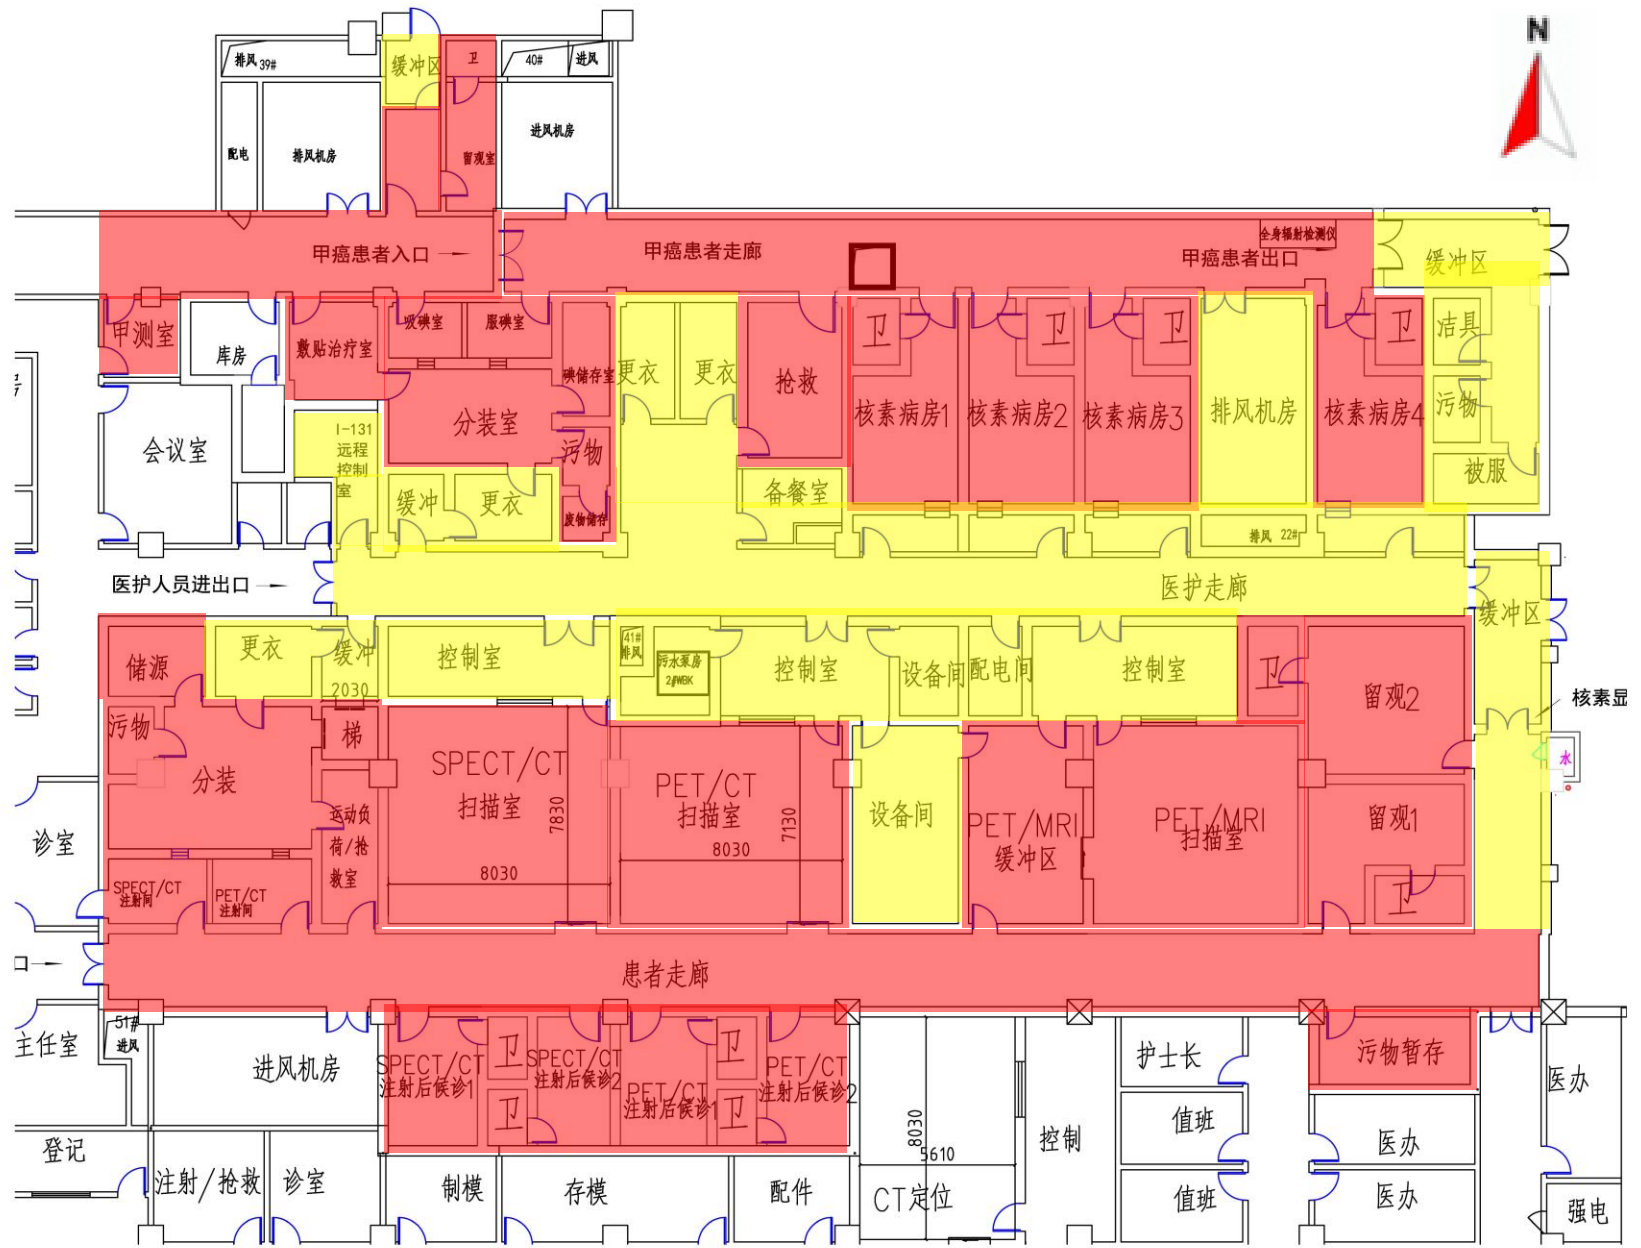 N
排风 39#
缓冲区
卫
40#
进风
配电
排风机房
留观室
进风机房
甲癌患者入口
甲癌患者走廊
全身辐射检测仪
甲癌患者出口
缓冲区
甲测室
库房
敷贴治疗室
吸碘室
服碘室
碘储存室
更衣
更衣
抢救
卫
核素病房1
卫
核素病房2
卫
核素病房3
排风机房
卫
核素病房4
洁具
污物
被服
会议室
I-131
远程
控制
室
分装室
污物
缓冲
更衣
废物储存
备餐室
排风 22#
医护人员进出口
医护走廊
缓冲区
储源
更衣
缓冲
2030
控制室
41#
排风
污水泵房
2#WBK
控制室
设备间
配电间
控制室
卫
留观2
核素显
水
污物
分装
梯
运动负
荷/抢
救室
SPECT/CT
扫描室
7830
8030
PET/CT
扫描室
7130
8030
设备间
PET/MRI
缓冲区
PET/MRI
扫描室
留观1
卫
诊室
SPECT/CT
注射间
PET/CT
注射间
口
患者走廊
主任室
51#
进风
进风机房
SPECT/CT
注射后候诊1
卫
卫
SPECT/CT
注射后候诊2
PET/CT
注射后候诊1
卫
卫
PET/CT
注射后候诊2
8030
5610
CT定位
控制
护士长
值班
值班
污物暂存
医办
医办
医办
强电
登记
注射/抢救
诊室
制模
存模
配件